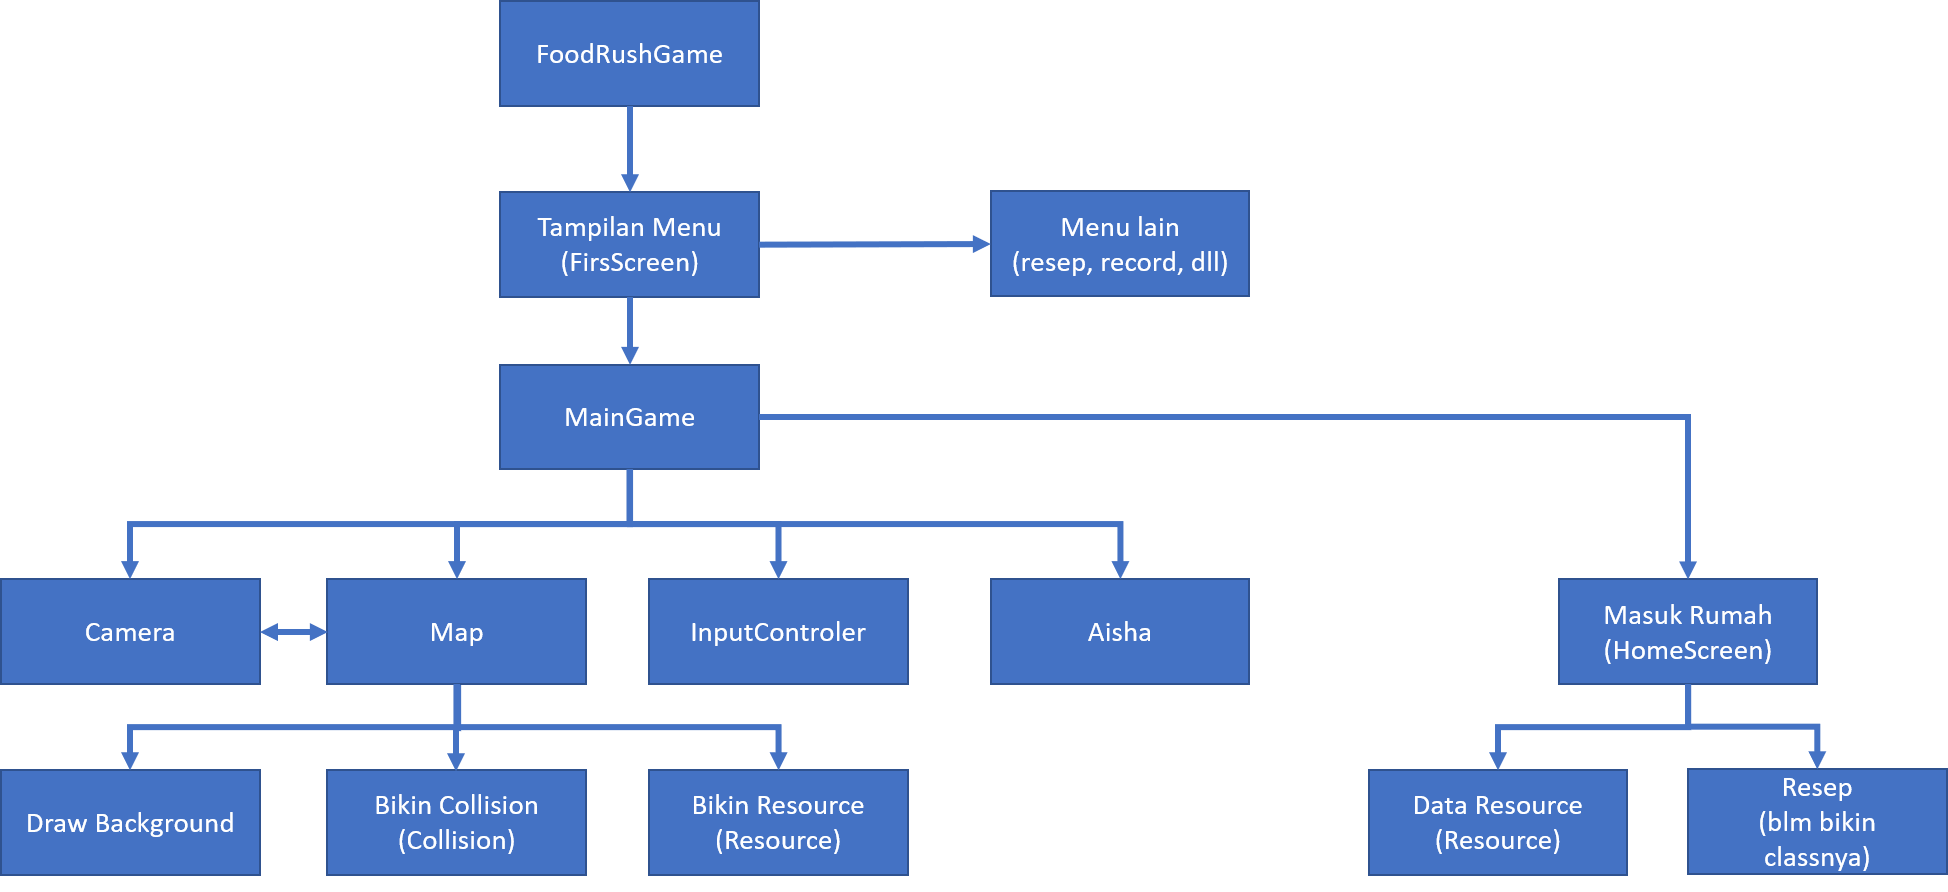 FoodRushGame
Tampilan Menu
(FirsScreen)
Menu lain
(resep, record, dll)
MainGame
Camera
Map
InputControler
Aisha
Masuk Rumah
(HomeScreen)
Draw Background
Bikin Collision
(Collision)
Bikin Resource
(Resource)
Data Resource
(Resource)
Resep
(blm bikin
classnya)